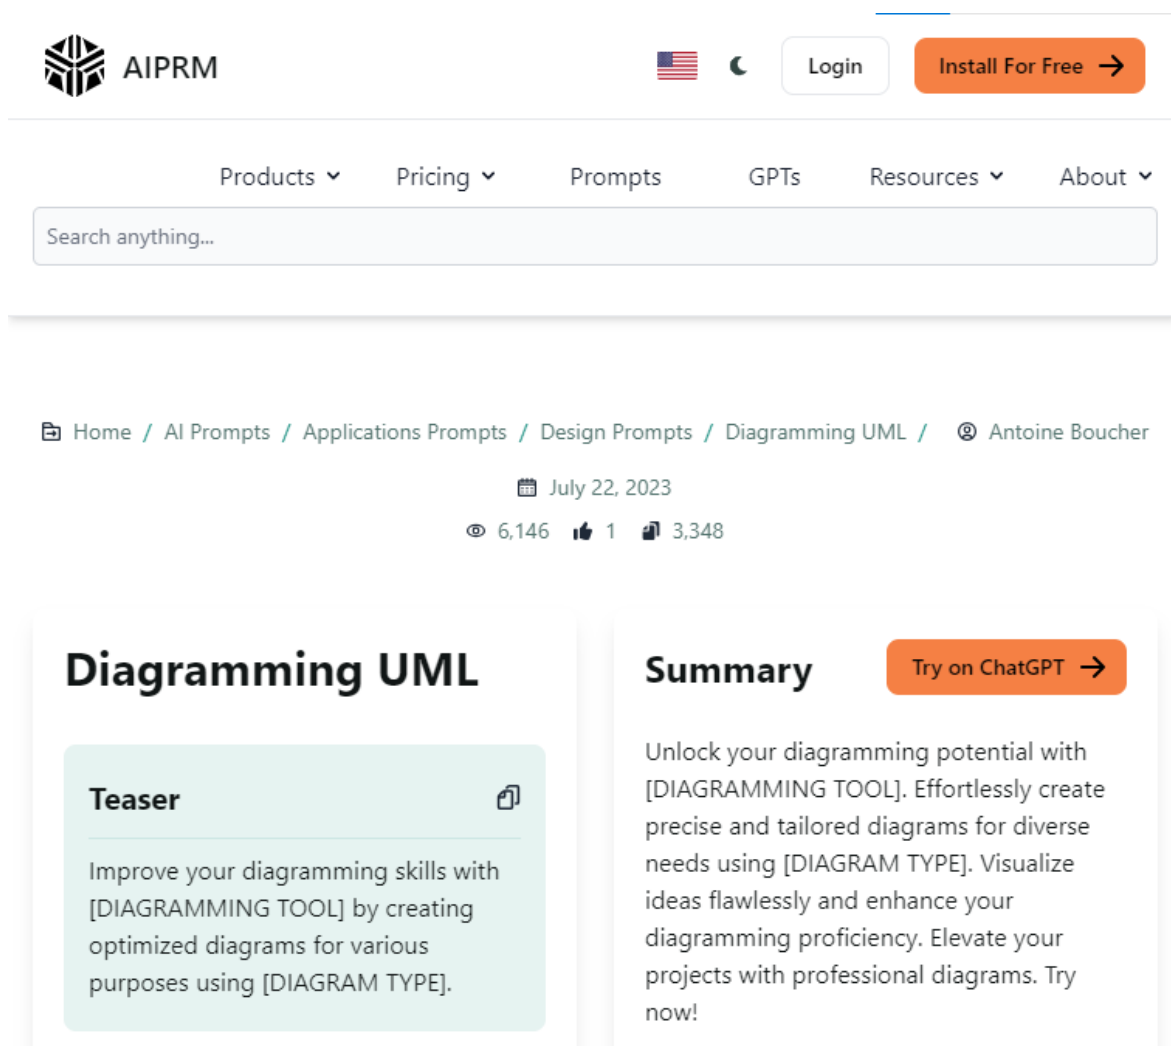 AIPRM
Login
Install For Free
Products
Pricing
Prompts
GPTs
Resources
About
Search anything...
Home / AI Prompts / Applications Prompts / Design Prompts / Diagramming UML / Antoine Boucher
July 22, 2023
6,146 1 3,348
Diagramming UML
Teaser
Improve your diagramming skills with
[DIAGRAMMING TOOL] by creating
optimized diagrams for various
purposes using [DIAGRAM TYPE].
Summary
Try on ChatGPT
Unlock your diagramming potential with
[DIAGRAMMING TOOL]. Effortlessly create
precise and tailored diagrams for diverse
needs using [DIAGRAM TYPE]. Visualize
ideas flawlessly and enhance your
diagramming proficiency. Elevate your
projects with professional diagrams. Try
now!